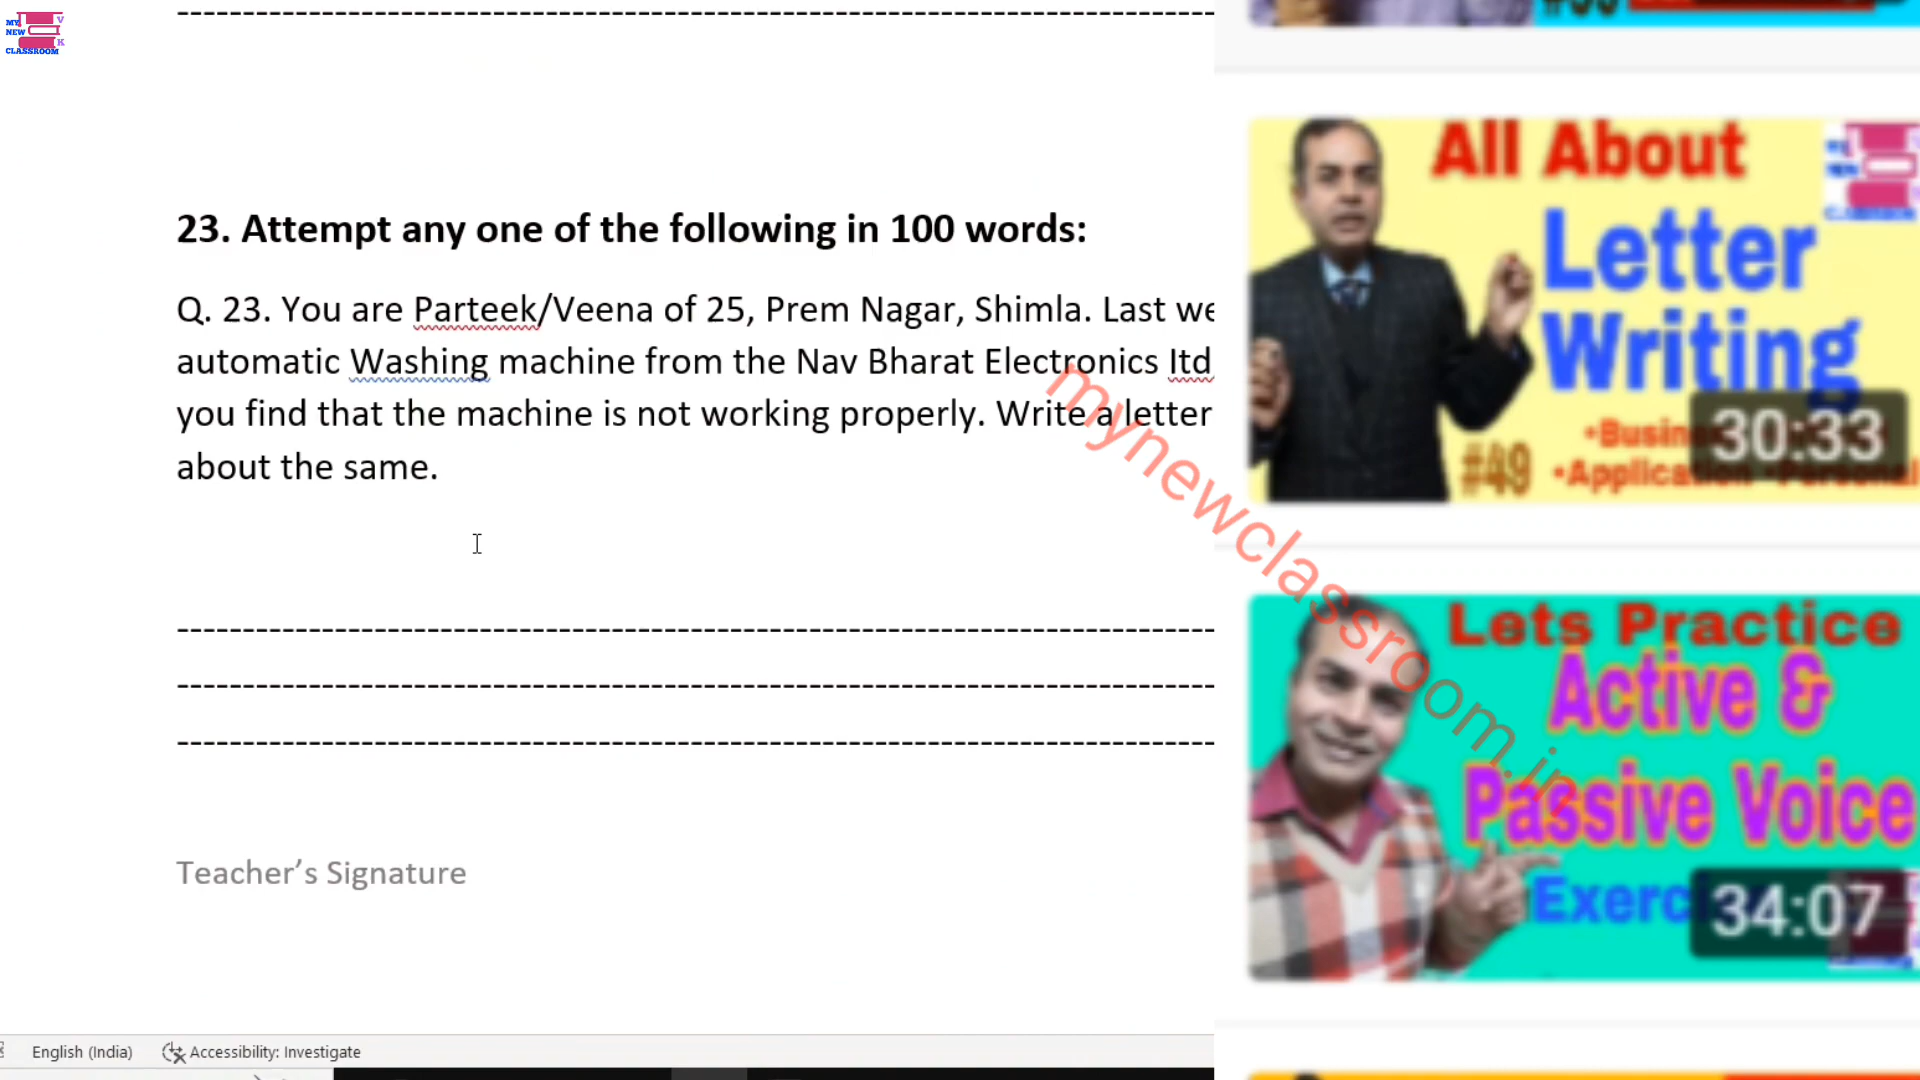 MY
NEW
V
K
CLASSROOM
23. Attempt any one of the following in 100 words:
Q. 23. You are Parteek/Veena of 25, Prem Nagar, Shimla. Last we
automatic Washing machine from the Nav Bharat Electronics ltd
you find that the machine is not working properly. Write a letter
about the same.
Teacher’s Signature
English (India)
Accessibility: Investigate
mynewclassroom.in
All About
Letter
Writing
#49
30:33
Lets Practice
Active &
Passive Voice
34:07